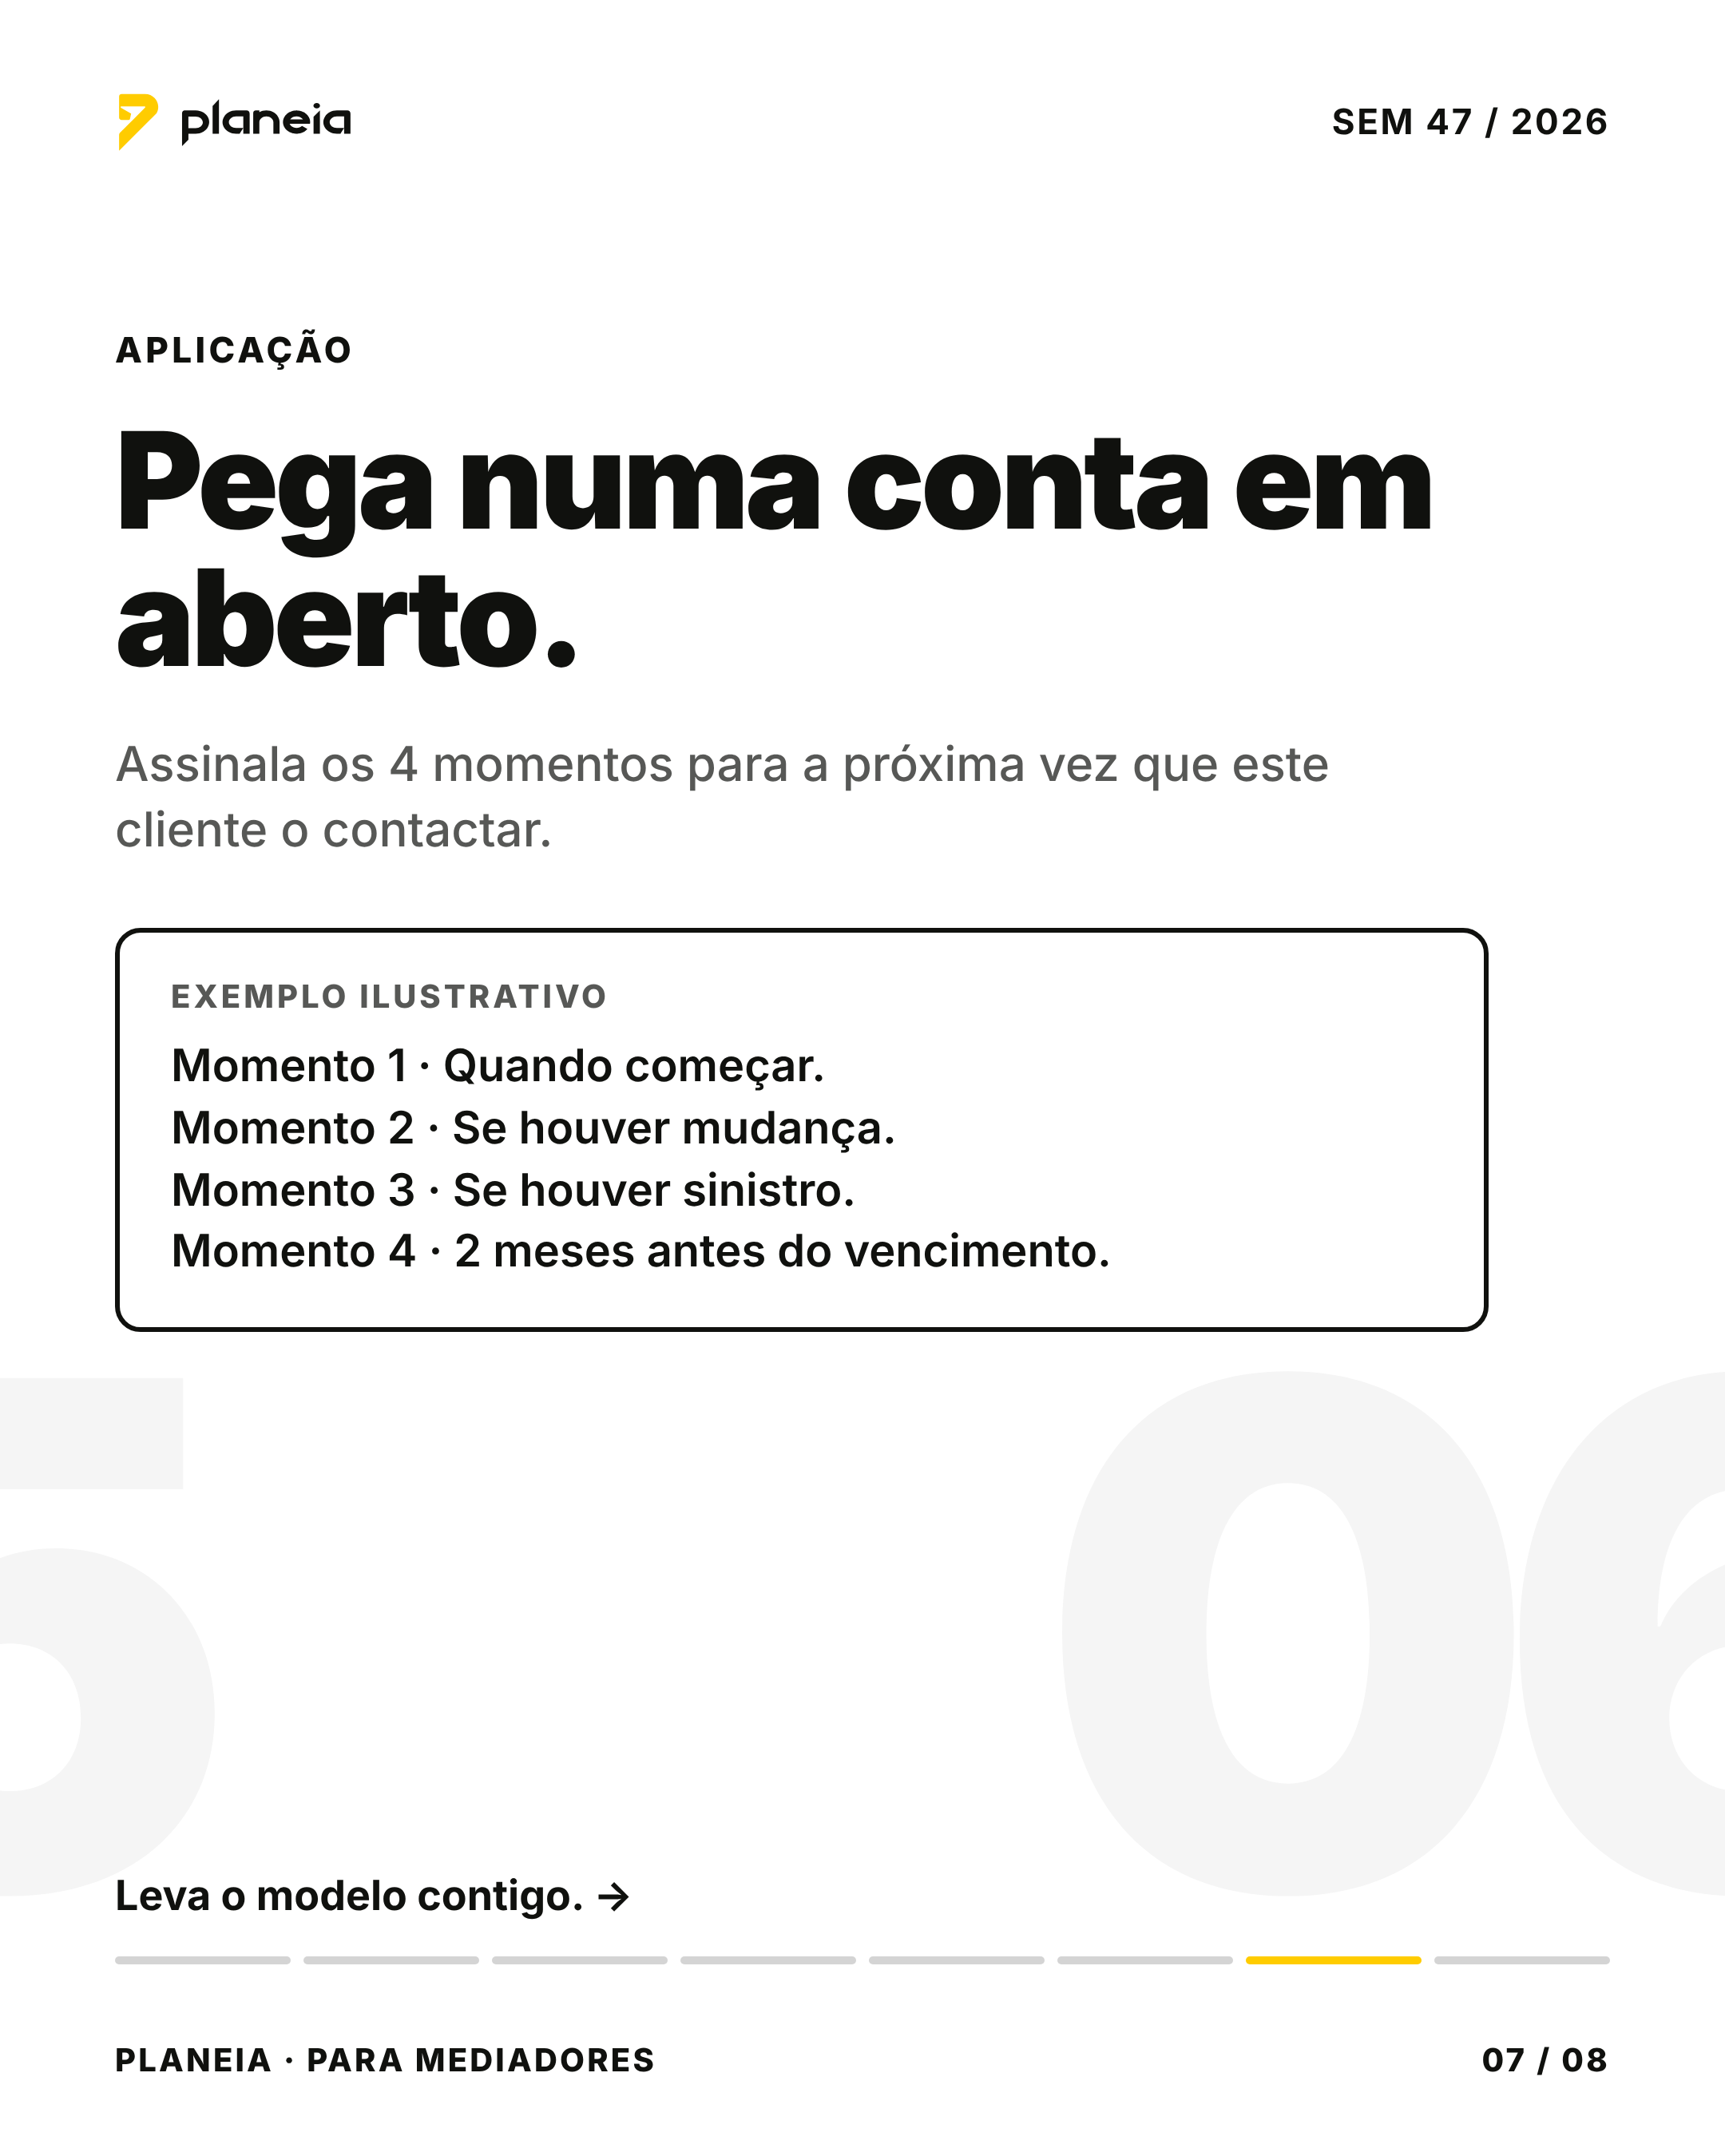 planeia
SEM 47 / 2026
APLICAÇÃO
Pega numa conta em
aberto.
Assinala os 4 momentos para a próxima vez que este
cliente o contactar.
EXEMPLO ILUSTRATIVO
Momento 1 · Quando começar.
Momento 2 · Se houver mudança.
Momento 3 · Se houver sinistro.
Momento 4 · 2 meses antes do vencimento.
5
06
Leva o modelo contigo. →
PLANEIA · PARA MEDIADORES
07 / 08